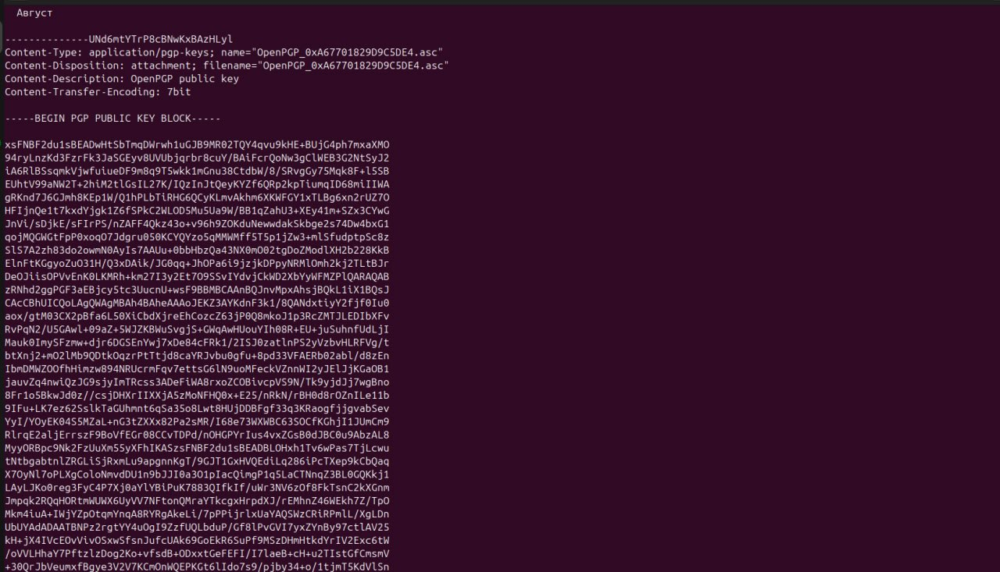 Август
--------------UNd6mtYTrP8cBNwKxBAzHLyl
Content-Type: application/pgp-keys; name="OpenPGP_0xA67701829D9C5DE4.asc"
Content-Disposition: attachment; filename="OpenPGP_0xA67701829D9C5DE4.asc"
Content-Description: OpenPGP public key
Content-Transfer-Encoding: 7bit
-----BEGIN PGP PUBLIC KEY BLOCK-----
xsFNBF2du1sBEADwHtSbTmqDWrwh1uGJB9MR02TQY4qvu9kHE+BUjG4ph7mxaXMO
94ryLnzKd3FzrFk3JaSGEyv8UVUbjqrbr8cuY/BAiFcrQoNw3gClWEB3G2NtSyJ2
iA6RlBSsqmkVjwfuiueDF9m8q9T5wkk1mGnu38CtdbW/8/SRvgGy75Mqk8F+l5SB
EUhtV99aNW2T+2hiM2tlGsIL27K/IQzInJtQeyKYZf6QRp2kpTiumqID68miIIWA
gRKnd7J6GJmh8KEp1W/Q1hPLbTiRHG6QCyKLmvAkhm6XKWFGY1xTLBg6xn2rUZ7O
HFIjnQe1t7kxdYjgk1Z6fSPkC2WLOD5Mu5Ua9W/BB1qZahU3+XEy41m+SZx3CYwG
JnVi/sDjkE/sFIrPS/nZAFF4Qkz43o+v96h9ZOKduNewwdakSkbge2s74Dw4bxG1
qojMQGWGtFpP0xoqO7Jdgru050KCYQYzo5qMMWMff5T5p1jZw3+mlSfudptpSc8z
SlS7A2zh83do2owmN0AyIs7AAUu+0bbHbzQa43NX0mO02tgDoZModlXH2b228KkB
ElnFtKGgyoZuO31H/Q3xDAik/JG0qq+JhOPa6i9jzjkDPpyNRMlOmh2kj2TLtBJr
DeOJiisOPVvEnK0LKMRh+km27I3y2Et7O9SSvIYdvjCkWD2XbYyWFMZPlQARAQAB
zRNhd2ggPGF3aEBjcy5tc3UucnU+wsF9BBMBCAAnBQJnvMpxAhsjBQkL1iX1BQsJ
CAcCBhUICQoLAgQWAgMBAh4BAheAAAoJEKZ3AYKdnF3k1/8QANdxtiyY2fjf0Iu0
aox/gtM03CX2pBfa6L50XiCbdXjreEhCozcZ63jP0Q8mkoJ1p3RcZMTJLEDIbXFv
RvPqN2/U5GAwl+09aZ+5WJZKBWuSvgjS+GWqAwHUouYIh08R+EU+juSuhnfUdLjI
Mauk0ImySFzmw+djr6DGSEnYwj7xDe84cFRk1/2ISJ0zatlnPS2yVzbvHLRFVg/t
btXnj2+mO2lMb9QDtkOqzrPtTtjd8caYRJvbu0gfu+8pd33VFAERb02abl/d8zEn
IbmDMWZOOfhHimzw894NRUcrmFqv7ettsG6lN9uoMFeckVZnnWI2yJElJjKGaOB1
jauvZq4nwiQzJG9sjyImTRcss3ADeFiWA8rxoZCOBivcpVS9N/Tk9yjdJj7wgBno
8Fr1o5BkwJd0z//csjDHXrIIXXjA5zMoNFHQ0x+E25/nRkN/rBH0d8rOZnILe11b
9IFu+LK7ez62SslkTaGUhmnt6qSa35o8Lwt8HUjDDBFgf33q3KRaogfjjgvabSev
YyI/YOyEK04S5MZaL+nG3tZXXx82Pa2sMR/I68e73WXWBC63SOCfKGhjI1JUmCm9
RlrqE2aljErrszF9BoVfEGr08CCvTDPd/nOHGPYrIus4vxZGsB0dJBC0u9AbzAL8
MyyORBpc9Nk2FzUuXm55yXFhIKASzsFNBF2du1sBEADBLOHxh1Tv6wPas7TjLcwu
tNtbgabtnlZRGLiSjRxmLu9apgnnKgT/9GJT1GxHVQEdiLq286iPcTXep9kCbQaq
X7OyNl7oPLXgColoNmvdDU1n9bJJI0a3O1pIacQimgP1q5LaCTNnqZ3BL0GQKkj1
LAyLJKo0reg3FyC4P7Xj0aYlYBiPuK7883QIfkIf/uWr3NV6zOf8FkTsnC2kXGnm
Jmpqk2RQqHORtmWUWX6UyVV7NFtonQMraYTkcgxHrpdXJ/rEMhnZ46WEkh7Z/TpO
Mkm4iuA+IWjYZpOtqmYnqA8RYRgAkeLi/7pPPijrlxUaYAQSWzCRiRPmlL/XgLDn
UbUYAdADAATBNPz2rgtYY4uOgI9ZzfUQLbduP/Gf8lPvGVI7yxZYnBy97ctlAV25
kH+jX4IVcEOvVivOSxwSfsnJufcUAk69GoEkR6SuPf9MSzDHmHtkdYrIV2Exc6tW
/oVVLHhaY7PftzlzDog2Ko+vfsdB+ODxxtGeFEFI/I7laeB+cH+u2TIstGfCmsmV
+30QrJbVeumxfBgye3V2V7KCmOnWQEPKGt6lIdo7s9/pjby34+o/1tjmT5KdVlSn